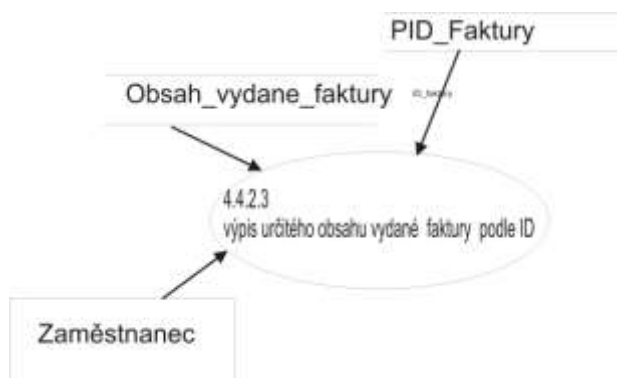 PID_Faktury
Obsah_vydane_faktury
4.4.2.3
výpis určitého obsahu vydané faktury podle ID
Zaměstnanec